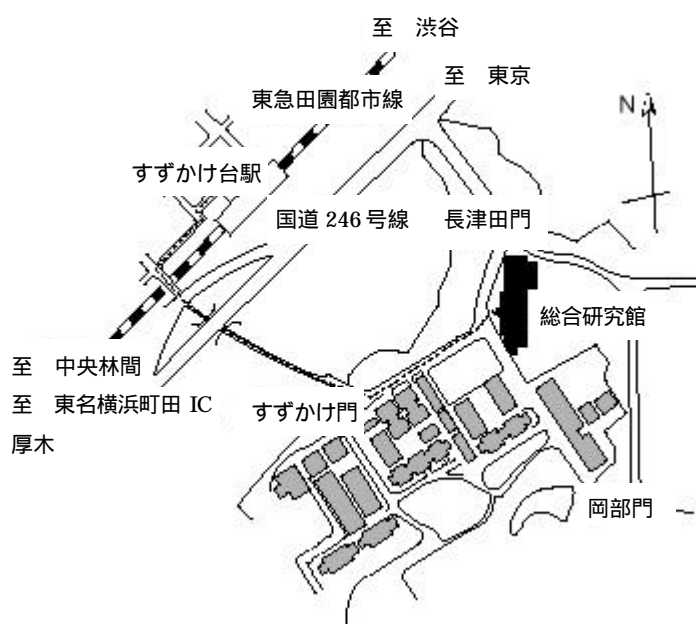 至 渋谷
至 東京
東急田園都市線
N
すずかけ台駅
国道 246 号線 長津田門
総合研究館
至 中央林間
至 東名横浜町田 IC
厚木
すずかけ門
岡部門